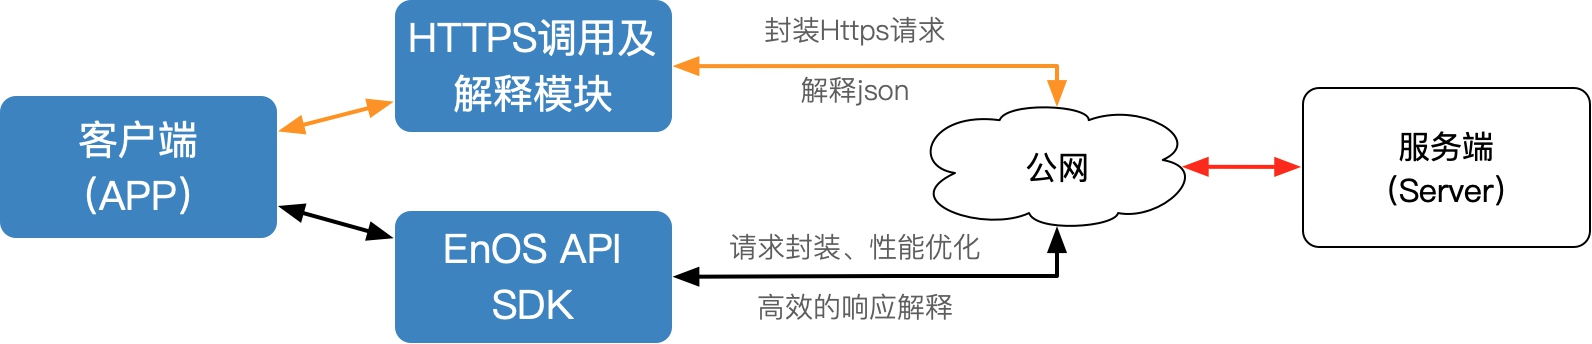 客户端
（APP）
HTTPS调用及
解释模块
EnOS API
SDK
封装Https请求
解释json
请求封装、性能优化
高效的响应解释
公网
服务端
（Server）